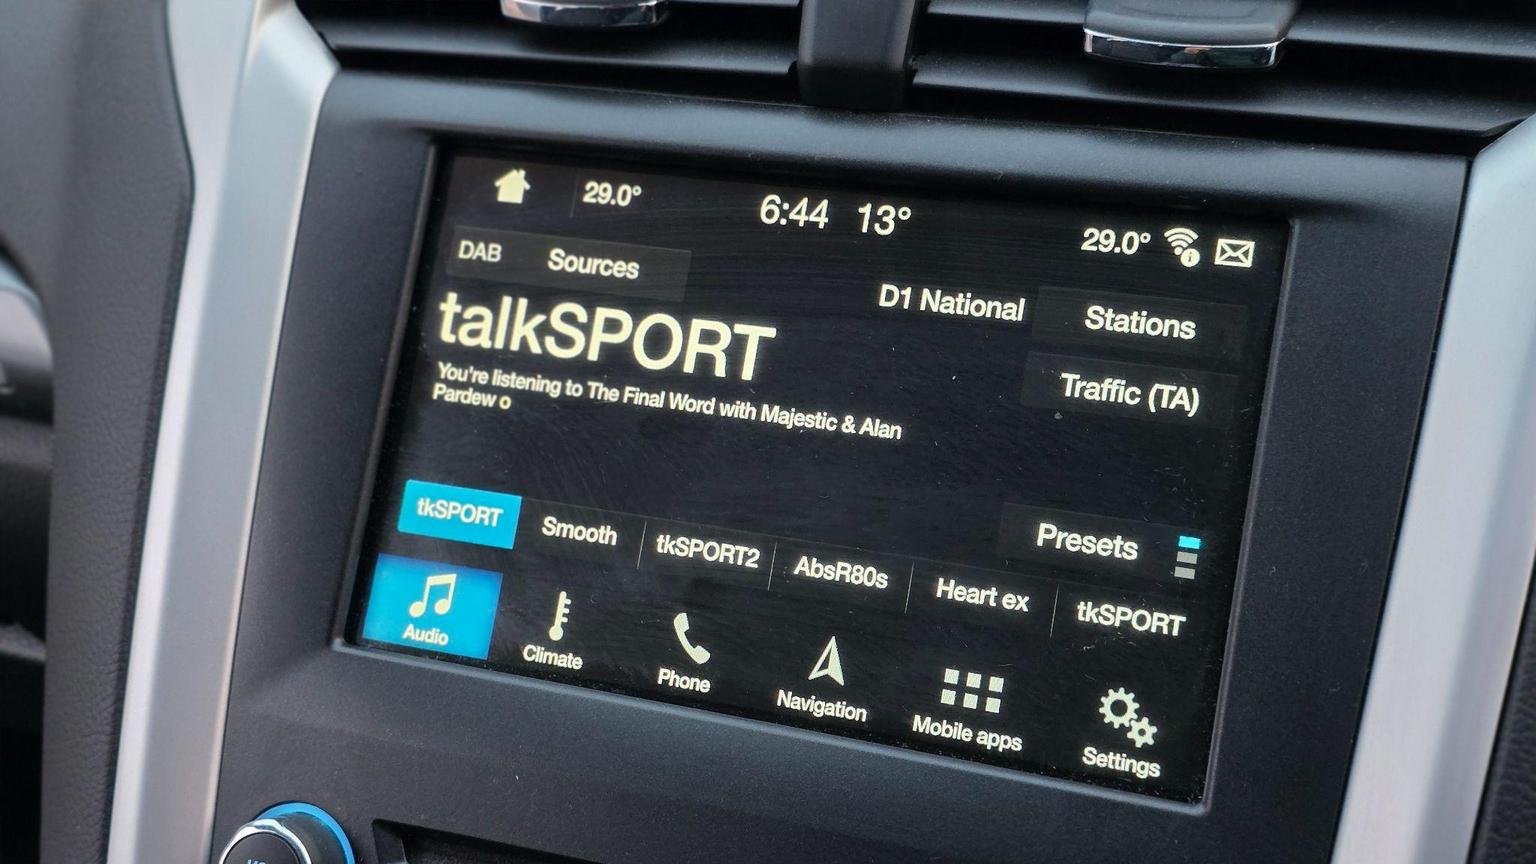 29.0°
6:44 13°
29.0°
DAB Sources
D1 National Stations
talkSPORT
Traffic (TA)
You're listening to The Final Word with Majestic & Alan
Pardew o
Presets
tkSPORT Smooth tkSPORT2 AbsR80s Heart ex tkSPORT
Audio Climate Phone Navigation Mobile apps Settings